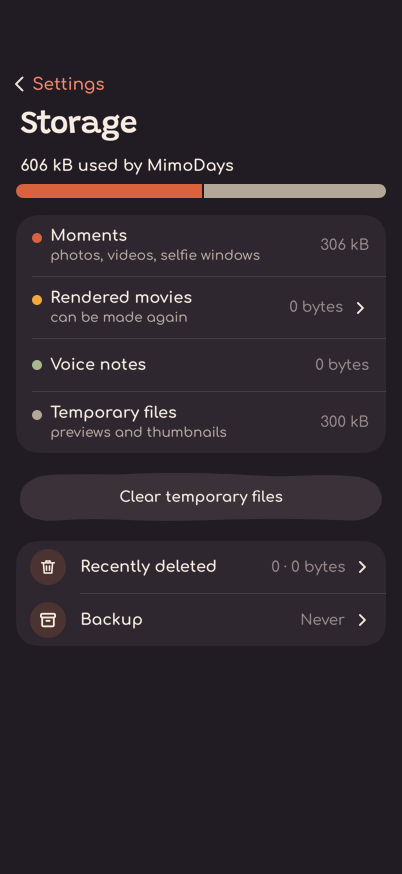 Settings
Storage
606 kB used by MimoDays
Moments
photos, videos, selfie windows
306 kB
Rendered movies
can be made again
0 bytes
Voice notes
0 bytes
Temporary files
previews and thumbnails
300 kB
Clear temporary files
Recently deleted
0 · 0 bytes
Backup
Never